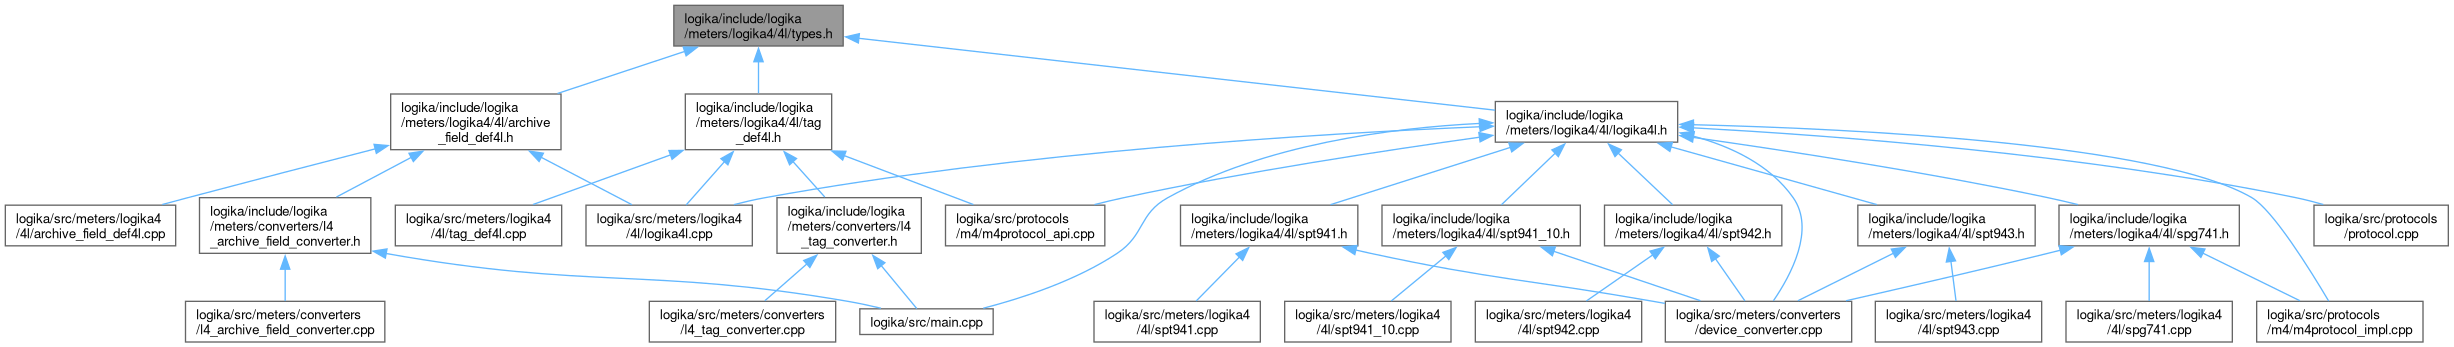 logika/include/logika
/meters/logika4/4l/types.h
logika/include/logika
/meters/logika4/4l/archive
_field_def4l.h
logika/include/logika
/meters/logika4/4l/tag
_def4l.h
logika/include/logika
/meters/logika4/4l/logika4l.h
logika/src/meters/logika4
/4l/archive_field_def4l.cpp
logika/include/logika
/meters/converters/l4
_archive_field_converter.h
logika/src/meters/logika4
/4l/tag_def4l.cpp
logika/src/meters/logika4
/4l/logika4l.cpp
logika/include/logika
/meters/converters/l4
_tag_converter.h
logika/src/protocols
/m4/m4protocol_api.cpp
logika/include/logika
/meters/logika4/4l/spt941.h
logika/include/logika
/meters/logika4/4l/spt941_10.h
logika/include/logika
/meters/logika4/4l/spt942.h
logika/include/logika
/meters/logika4/4l/spt943.h
logika/include/logika
/meters/logika4/4l/spg741.h
logika/src/protocols
/protocol.cpp
logika/src/meters/converters
/l4_archive_field_converter.cpp
logika/src/meters/converters
/l4_tag_converter.cpp
logika/src/main.cpp
logika/src/meters/logika4
/4l/spt941.cpp
logika/src/meters/logika4
/4l/spt941_10.cpp
logika/src/meters/logika4
/4l/spt942.cpp
logika/src/meters/converters
/device_converter.cpp
logika/src/meters/logika4
/4l/spt943.cpp
logika/src/meters/logika4
/4l/spg741.cpp
logika/src/protocols
/m4/m4protocol_impl.cpp